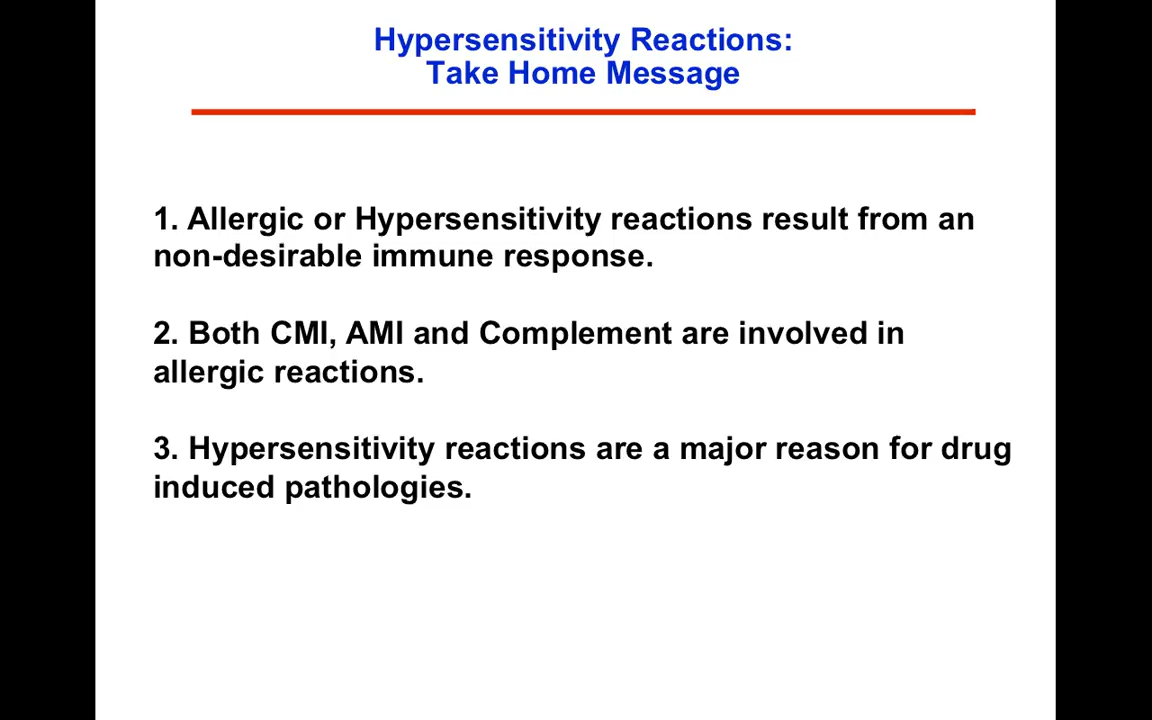 Hypersensitivity Reactions:
Take Home Message
1. Allergic or Hypersensitivity reactions result from an
non-desirable immune response.
2. Both CMI, AMI and Complement are involved in
allergic reactions.
3. Hypersensitivity reactions are a major reason for drug
induced pathologies.